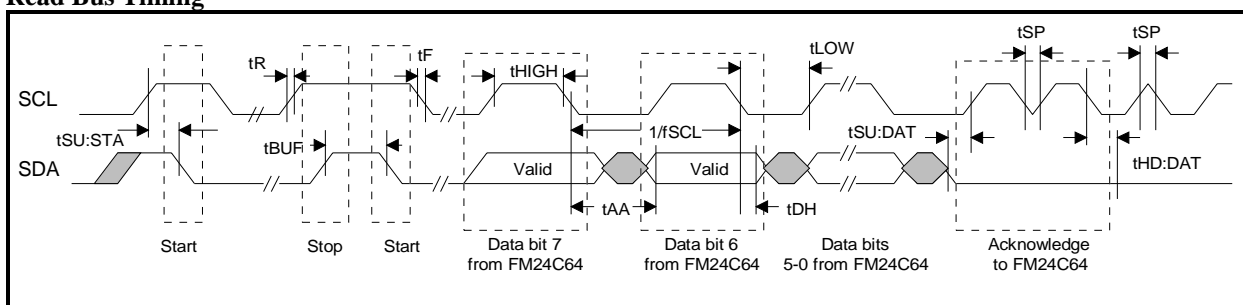 Read Bus Timing
tSP
tSP
tR
tF
tHIGH
tLOW
SCL
tSU:STA
tBUF
1/fSCL
tSU:DAT
tHD:DAT
SDA
Valid
Valid
tAA
tDH
Start
Stop
Start
Data bit 7
from FM24C64
Data bit 6
from FM24C64
Data bits
5-0 from FM24C64
Acknowledge
to FM24C64